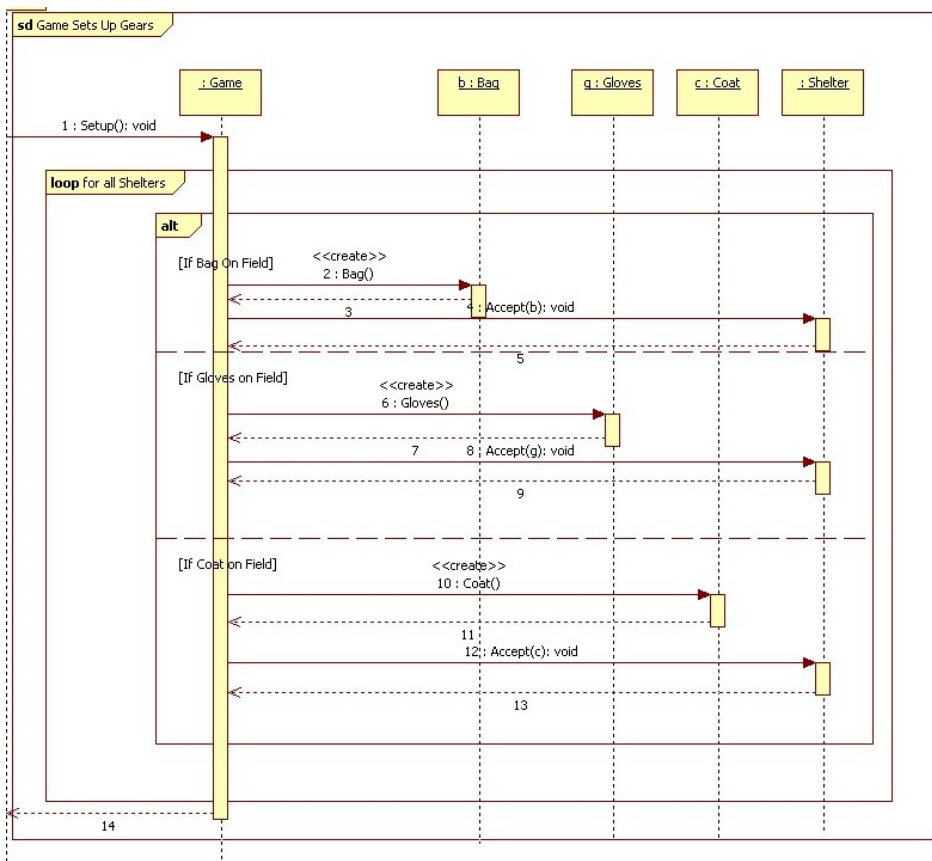 sd Game Sets Up Gears
: Game
b : Bag
g : Gloves
c : Coat
: Shelter
1 : Setup(): void
loop for all Shelters
alt
[If Bag On Field]
<<create>>
2 : Bag()
3
4 : Accept(b): void
5
[If Gloves on Field]
<<create>>
6 : Gloves()
7
8 : Accept(g): void
9
[If Coat on Field]
<<create>>
10 : Coat()
11
12 : Accept(c): void
13
14